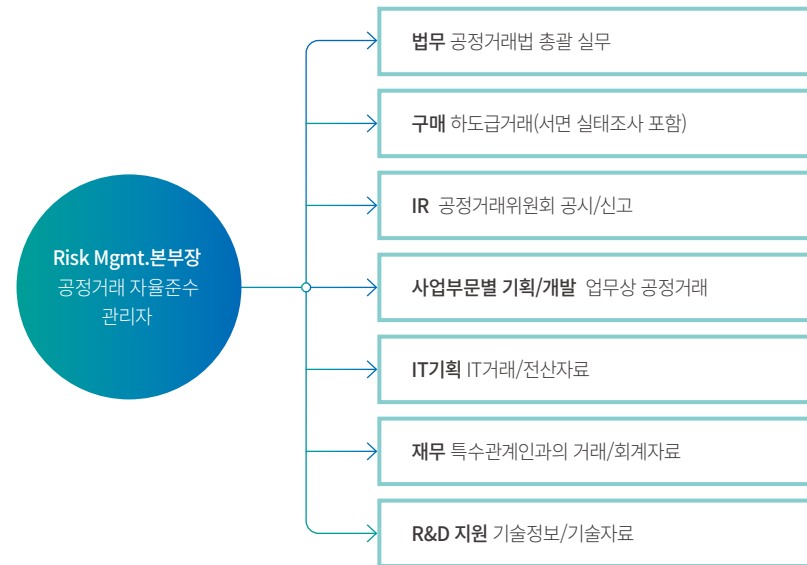 Risk Mgmt.본부장
공정거래 자율준수
관리자
법무 공정거래법 총괄 실무
구매 하도급거래(서면 실태조사 포함)
IR 공정거래위원회 공시/신고
사업부문별 기획/개발 업무상 공정거래
IT기획 IT거래/전산자료
재무 특수관계인과의 거래/회계자료
R&D 지원 기술정보/기술자료